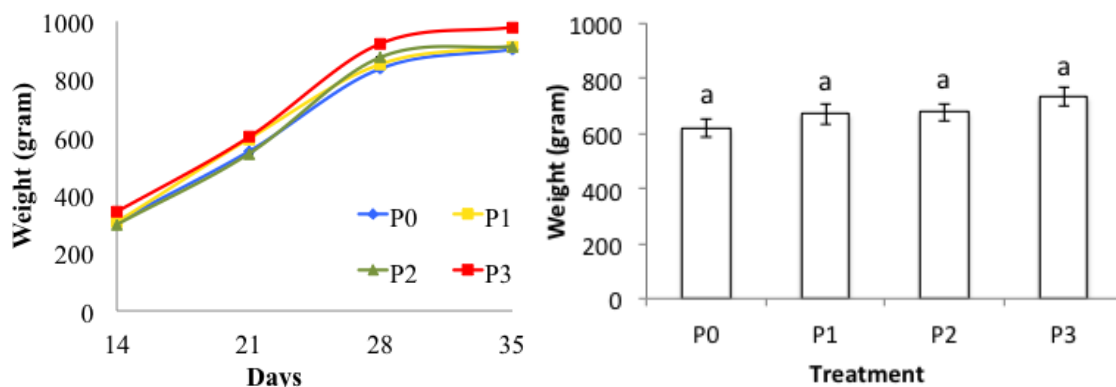 1000
800
600
400
200
0
Weight (gram)
P0
P1
P2
P3
14
21
28
35
Days
1000
800
600
400
200
0
Weight (gram)
a
a
a
a
P0
P1
P2
P3
Treatment